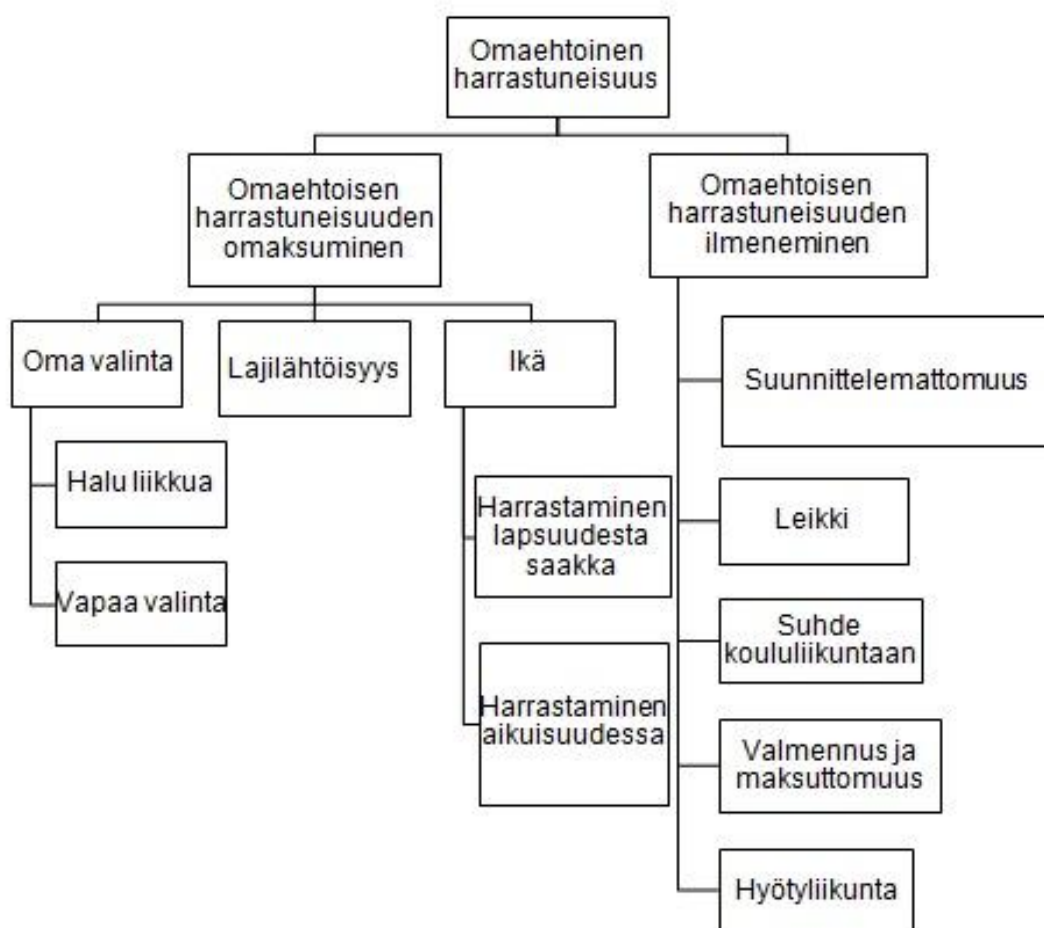 Omaehtoinen
harrastuneisuus
Omaehtoisen
harrastuneisuuden
omaksuminen
Omaehtoisen
harrastuneisuuden
ilmeneminen
Oma valinta
Lajilähtöisyys
Ikä
Halu liikkua
Vapaa valinta
Harrastaminen
lapsuudesta
saakka
Harrastaminen
aikuisuudessa
Suunnittelemattomuus
Leikki
Suhde
koululiikuntaan
Valmennus ja
maksuttomuus
Hyötyliikunta